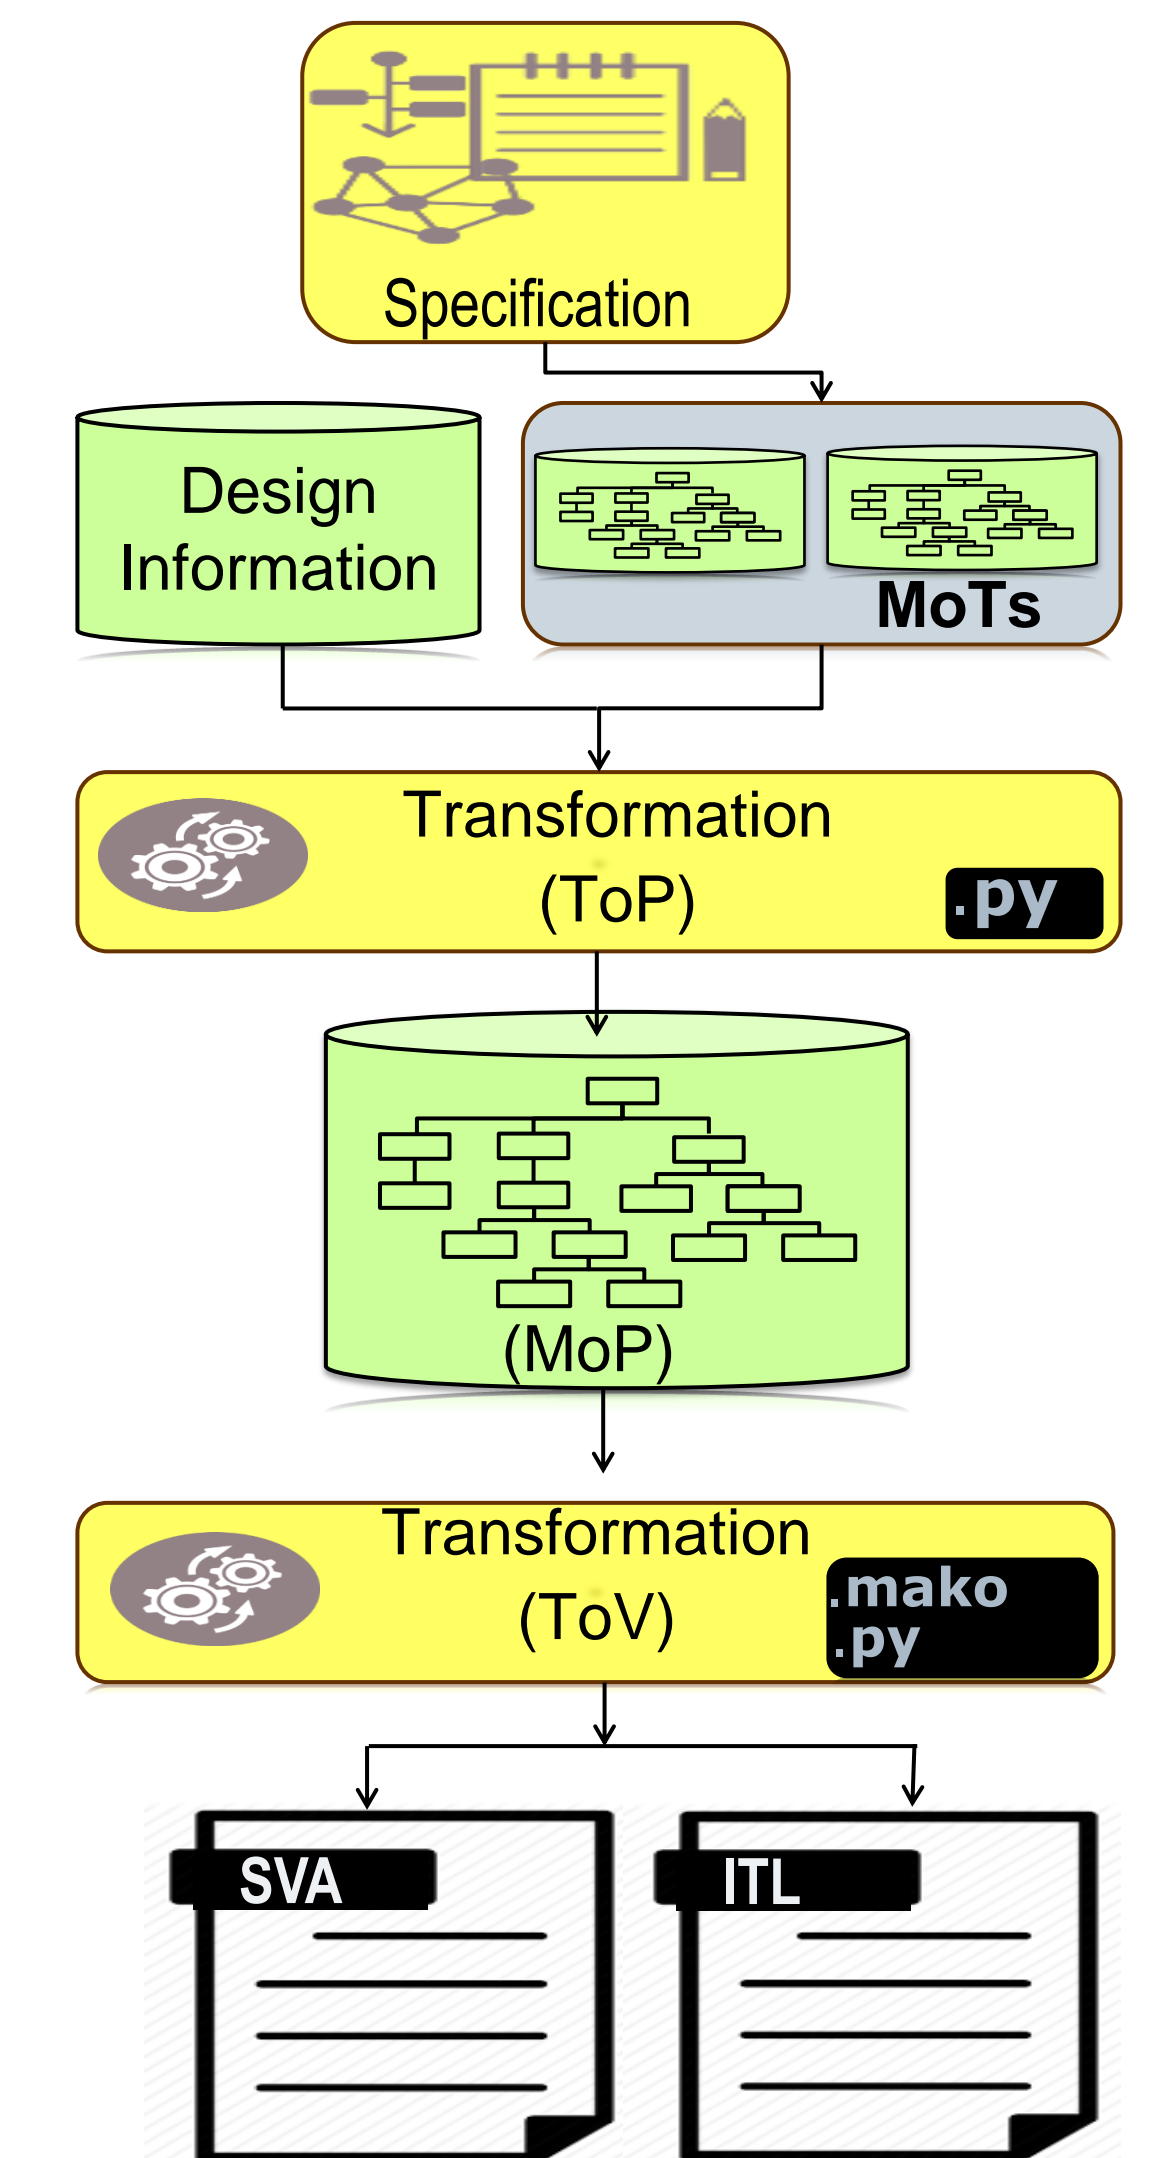 Specification
Design
Information
MoTs
Transformation
(ToP)
.py
(MoP)
Transformation
(ToV)
.mako
.py
SVA
ITL